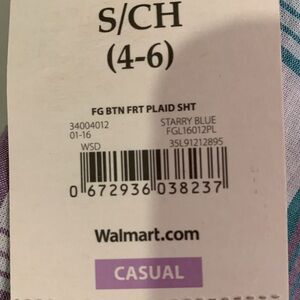 S/CH
(4-6)
FG BTN FRT PLAID SHT
34004012 STARRY BLUE
01-16 FGL16012PL
WSD 35L91212895
0 672936 038237
Walmart.com
CASUAL